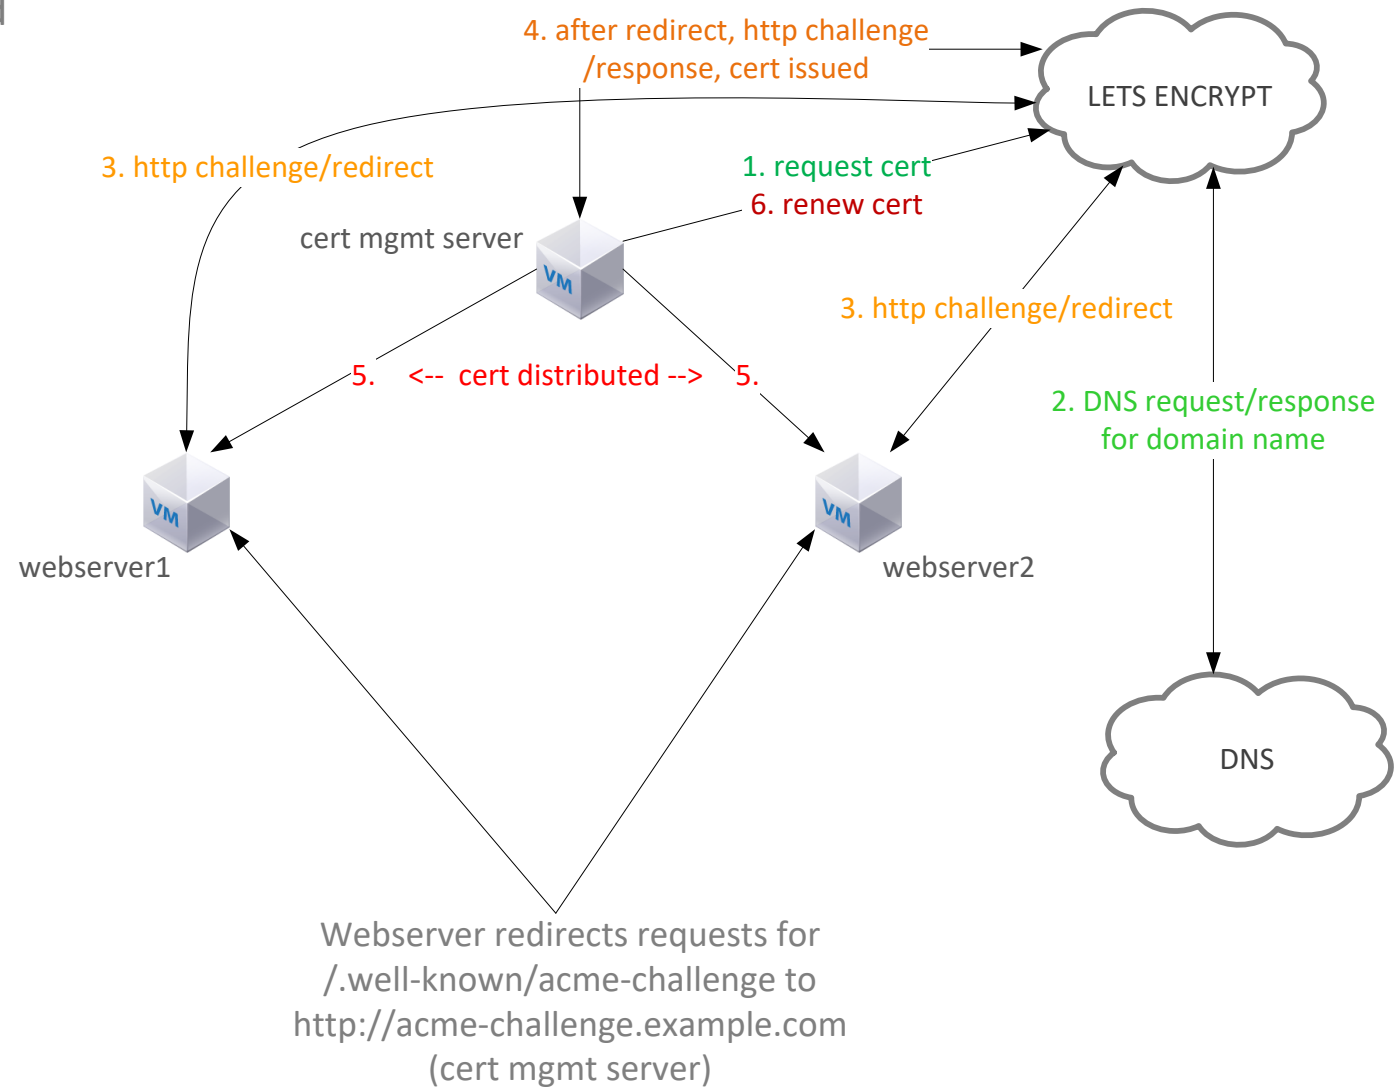 4. after redirect, http challenge
/response, cert issued
LETS ENCRYPT
3. http challenge/redirect
1. request cert
6. renew cert
cert mgmt server
VM
3. http challenge/redirect
5. <-- cert distributed --> 5.
2. DNS request/response
for domain name
VM
VM
webserver1
webserver2
DNS
Webserver redirects requests for
/.well-known/acme-challenge to
http://acme-challenge.example.com
(cert mgmt server)